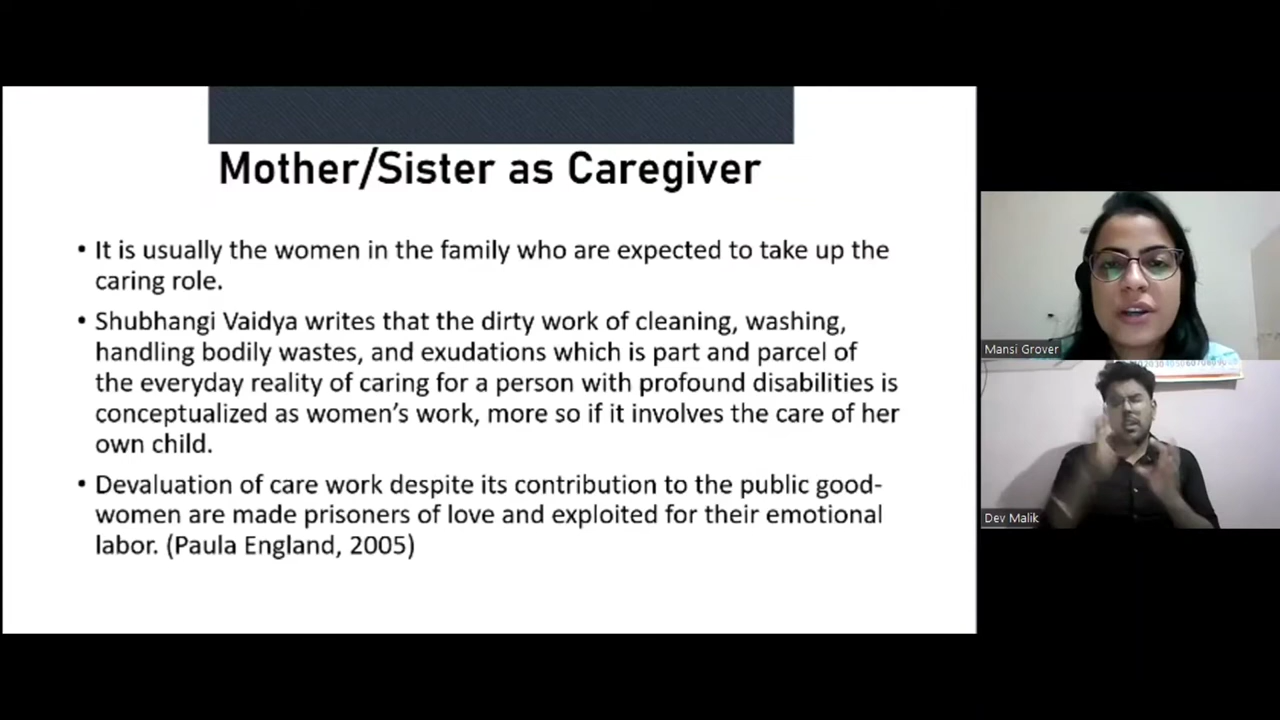 Mother/Sister as Caregiver
• It is usually the women in the family who are expected to take up the
caring role.
• Shubhangi Vaidya writes that the dirty work of cleaning, washing,
handling bodily wastes, and exudations which is part and parcel of
the everyday reality of caring for a person with profound disabilities is
conceptualized as women’s work, more so if it involves the care of her
own child.
• Devaluation of care work despite its contribution to the public good-
women are made prisoners of love and exploited for their emotional
labor. (Paula England, 2005)
Mansi Grover
Dev Malik